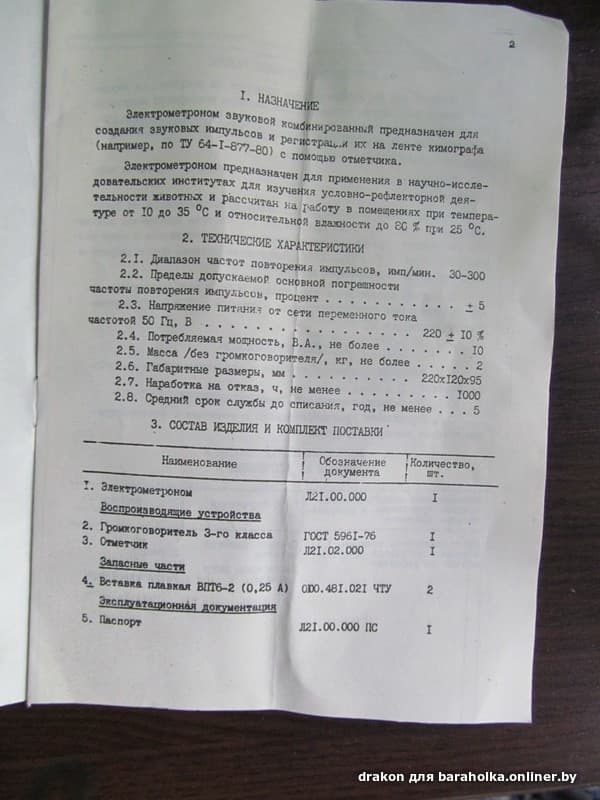 2
I. НАЗНАЧЕНИЕ
Электрометроном звуковой комбинированный предназначен для
создания звуковых импульсов и регистрации их на ленте кимографа
(например, по ТУ 64-I-877-80) с помощью отметчика.
Электрометроном предназначен для применения в научно-иссле-
довательских институтах для изучения условно-рефлекторной дея-
тельности животных и рассчитан на работу в помещениях при темпера-
туре от I0 до 35 °C и относительной влажности до 80 % при 25 °C.
2. ТЕХНИЧЕСКИЕ ХАРАКТЕРИСТИКИ
2.I. Диапазон частот повторения импульсов, имп/мин. 30-300
2.2. Пределы допускаемой основной погрешности
частоты повторения импульсов, процент . . . . . . . . . . . ± 5
2.3. Напряжение питания от сети переменного тока
частотой 50 Гц, В . . . . . . . . . . . . . . . . 220 ± I0 %
2.4. Потребляемая мощность, В.А., не более . . . . . . . I0
2.5. Масса /без громкоговорителя/, кг, не более . . . . . 2
2.6. Габаритные размеры, мм . . . . . . . . . . 220xI20x95
2.7. Наработка на отказ, ч, не менее . . . . . . . . . I000
2.8. Средний срок службы до списания, год, не менее . . . 5
3. СОСТАВ ИЗДЕЛИЯ И КОМПЛЕКТ ПОСТАВКИ
Наименование Обозначение документа Количество, шт.
I. Электрометроном Л2I.00.000 I
Воспроизводящие устройства
2. Громкоговоритель 3-го класса ГОСТ 596I-76 I
3. Отметчик Л2I.02.000 I
Запасные части
4. Вставка плавкая ВПТ6-2 (0,25 А) ОЮ0.48I.02I ЧТУ 2
Эксплуатационная документация
5. Паспорт Л2I.00.000 ПС I
drakon для baraholka.onliner.by